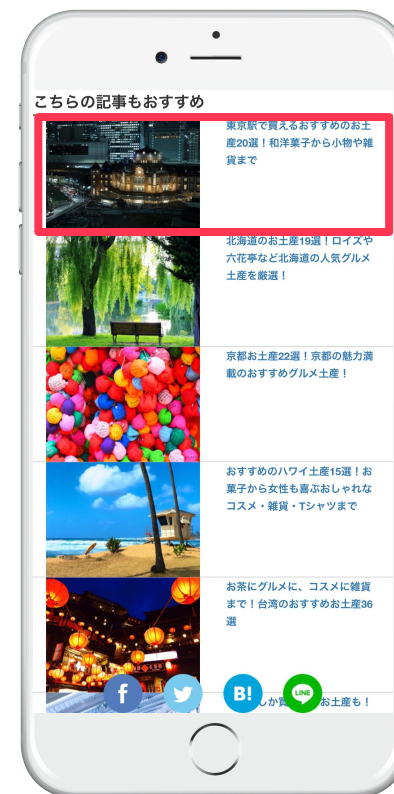 こちらの記事もおすすめ
東京駅で買えるおすすめのお土
産20選！和洋菓子から小物や雑
貨まで
北海道のお土産19選！ロイズや
六花亭など北海道の人気グルメ
土産を厳選！
京都お土産22選！京都の魅力満
載のおすすめグルメ土産！
おすすめのハワイ土産15選！お
菓子から女性も喜ぶおしゃれな
コスメ・雑貨・Tシャツまで
お茶にグルメに、コスメに雑貨
まで！台湾のおすすめお土産36
選
しか買
お土産も！
f
B!
LINE